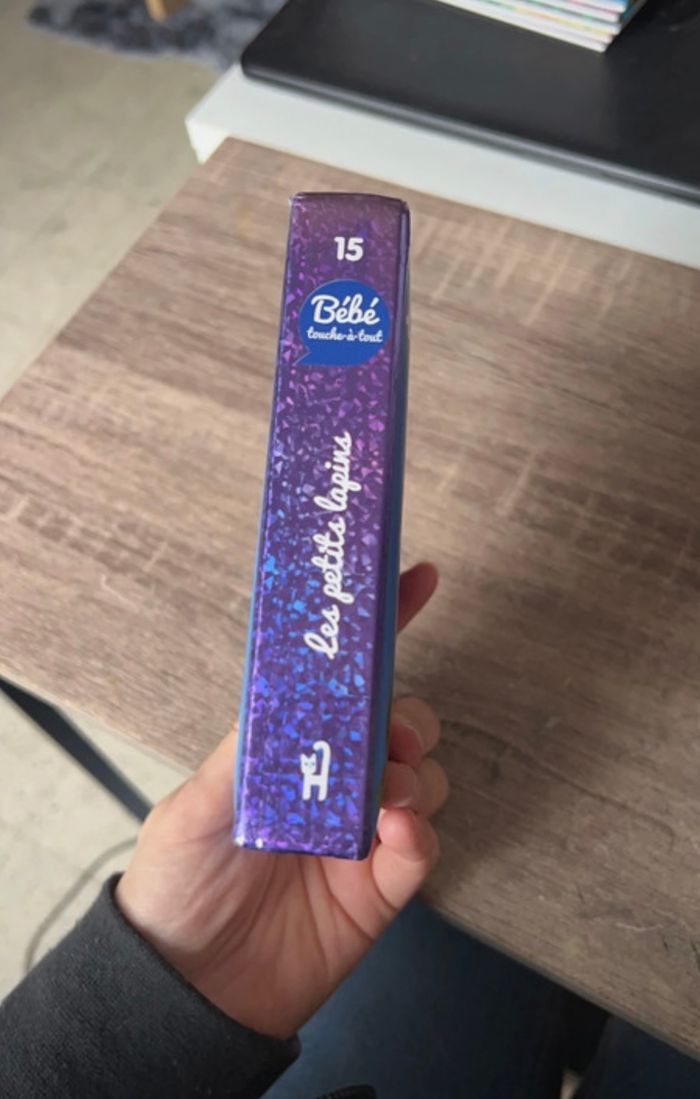 15
Bébé
touche-à-tout
Les petits lapins